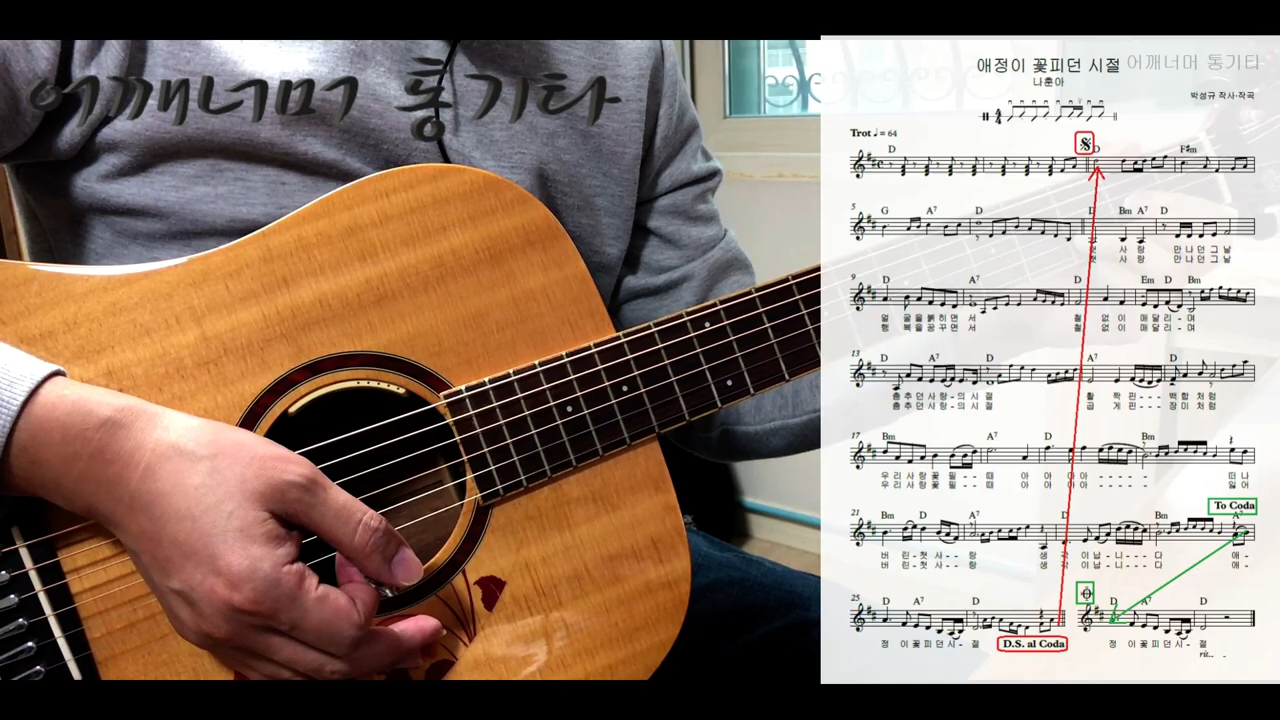 어깨너머 통기타
애정이 꽃피던 시절 어깨너머 통기타
나훈아
박성규 작사·작곡
Trot ♩= 64
D D F#m
5 G A7 D D Bm A7 D
첫 사 랑 만 나 던 그 날
첫 사 랑 만 나 던 그 날
9 D A7 D Em D Bm
얼 굴 을 붉 히 면 서 철 없 이 매 달 리 - 며
행 복 을 꿈 꾸 면 서 철 없 이 매 달 리 - 며
13 D A7 D A7 D
춤 추 던 사 랑 - 의 시 절 활 짝 핀 - - - 백 합 처 럼
춤 추 던 사 랑 - 의 시 절 곱 게 핀 - - - 장 미 처 럼
17 Bm A7 D Bm
우 리 사 랑 꽃 필 - - 때 아 아 아 아 - - - - - 떠 나
우 리 사 랑 꽃 필 - - 때 아 아 아 아 - - - - - 잃 어
To Coda
21 Bm D A7 D Bm A7
버 린 - 첫 사 - - 랑 생 각 이 납 - 니 - - 다 애 -
버 린 - 첫 사 - - 랑 생 각 이 납 - 니 - - 다 애 -
25 D A7 D D A7 D
정 이 꽃 피 던 시 - 절 D.S. al Coda 정 이 꽃 피 던 시 - 절
rit.. -